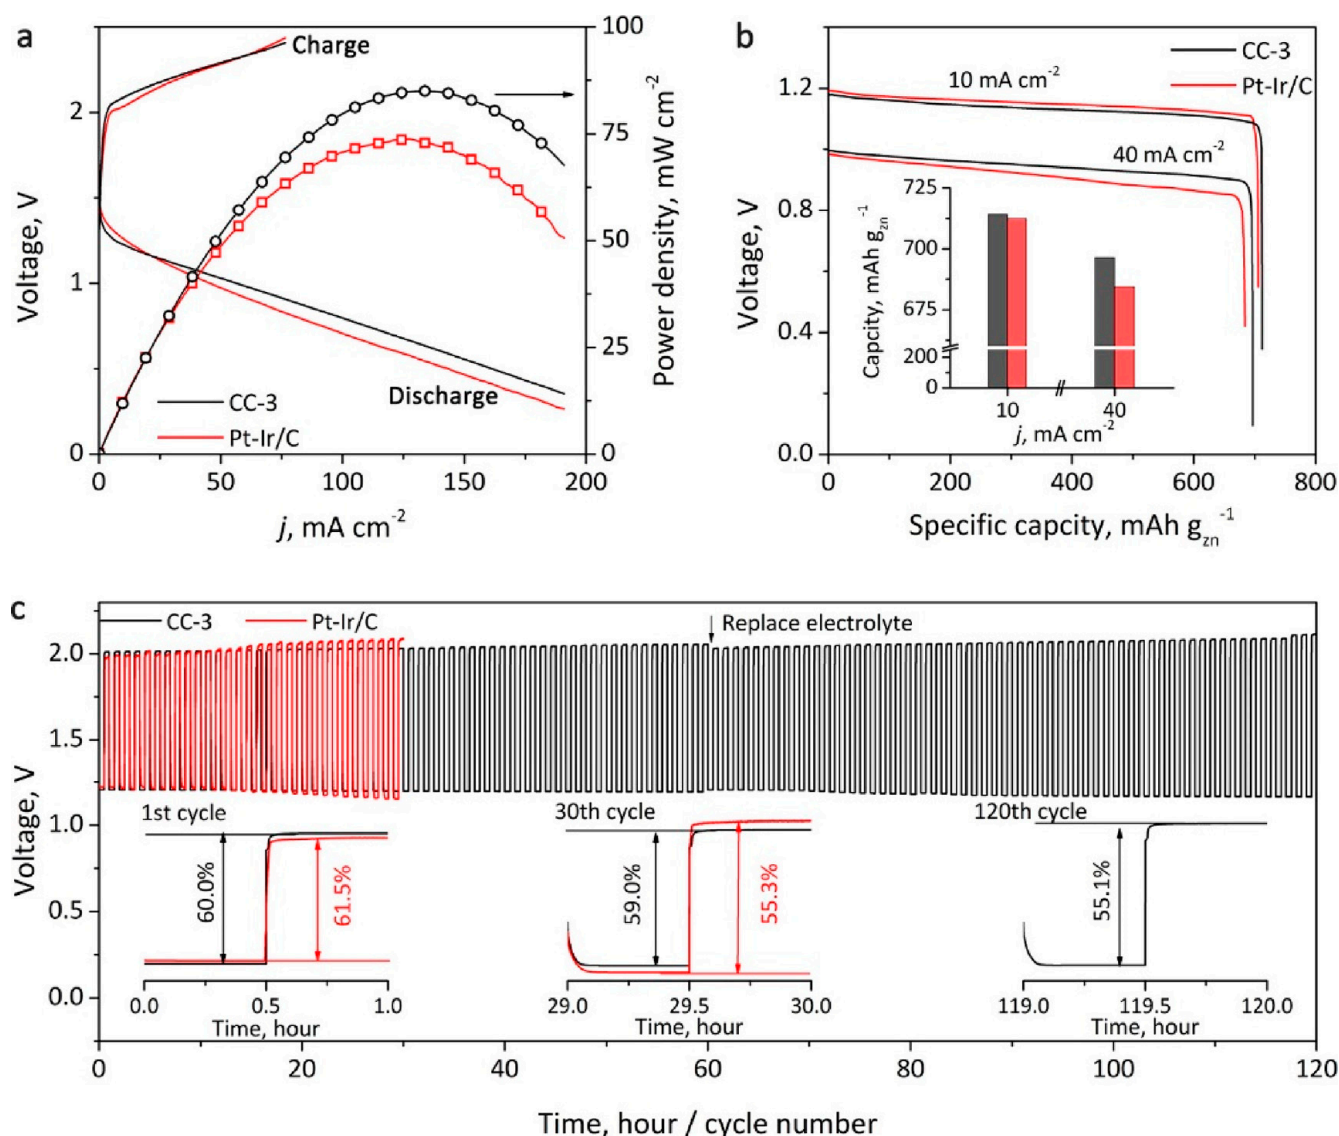 a
Charge
Discharge
CC-3
Pt-Ir/C
Voltage, V
0
1
2
Power density, mW cm-2
0
25
50
75
100
0
50
100
150
200
j, mA cm-2
b
CC-3
Pt-Ir/C
10 mA cm-2
40 mA cm-2
Voltage, V
0.0
0.4
0.8
1.2
Capcity, mAh gzn-1
725
700
675
200
0
10
40
j, mA cm-2
0
200
400
600
800
Specific capcity, mAh gzn-1
c
CC-3
Pt-Ir/C
Replace electrolyte
Voltage, V
2.0
1.5
1.0
0.5
0.0
1st cycle
60.0%
61.5%
0.0
0.5
1.0
Time, hour
30th cycle
59.0%
55.3%
29.0
29.5
30.0
Time, hour
120th cycle
55.1%
119.0
119.5
120.0
Time, hour
0
20
40
60
80
100
120
Time, hour / cycle number